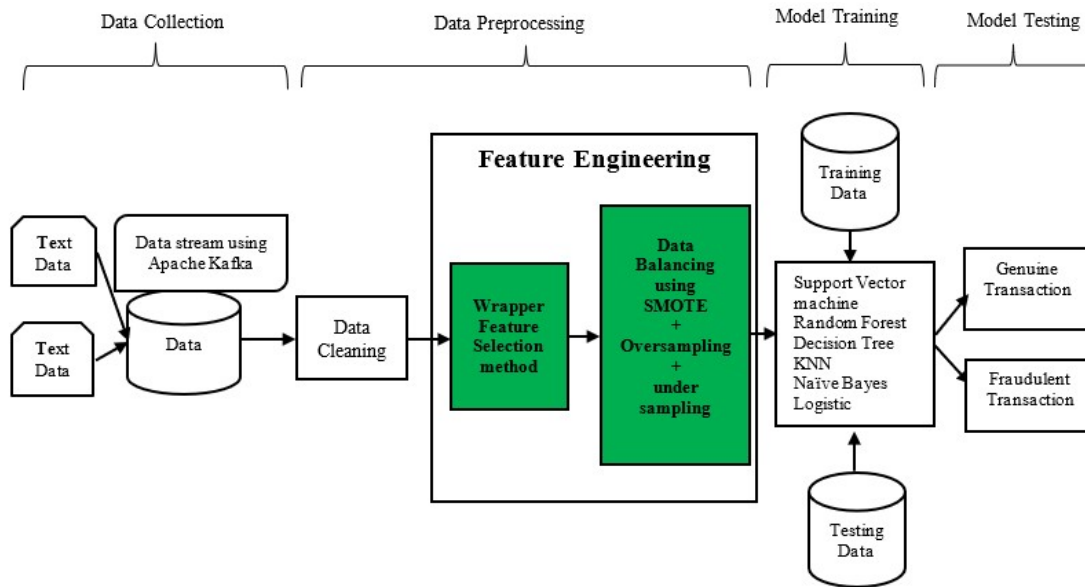 Data Collection
Data Preprocessing
Model Training
Model Testing
Text
Data
Text
Data
Data stream using
Apache Kafka
Data
Data
Cleaning
Feature Engineering
Wrapper
Feature
Selection
method
Data
Balancing
using
SMOTE
+
Oversampling
+
under
sampling
Training
Data
Support Vector
machine
Random Forest
Decision Tree
KNN
Naïve Bayes
Logistic
Testing
Data
Genuine
Transaction
Fraudulent
Transaction